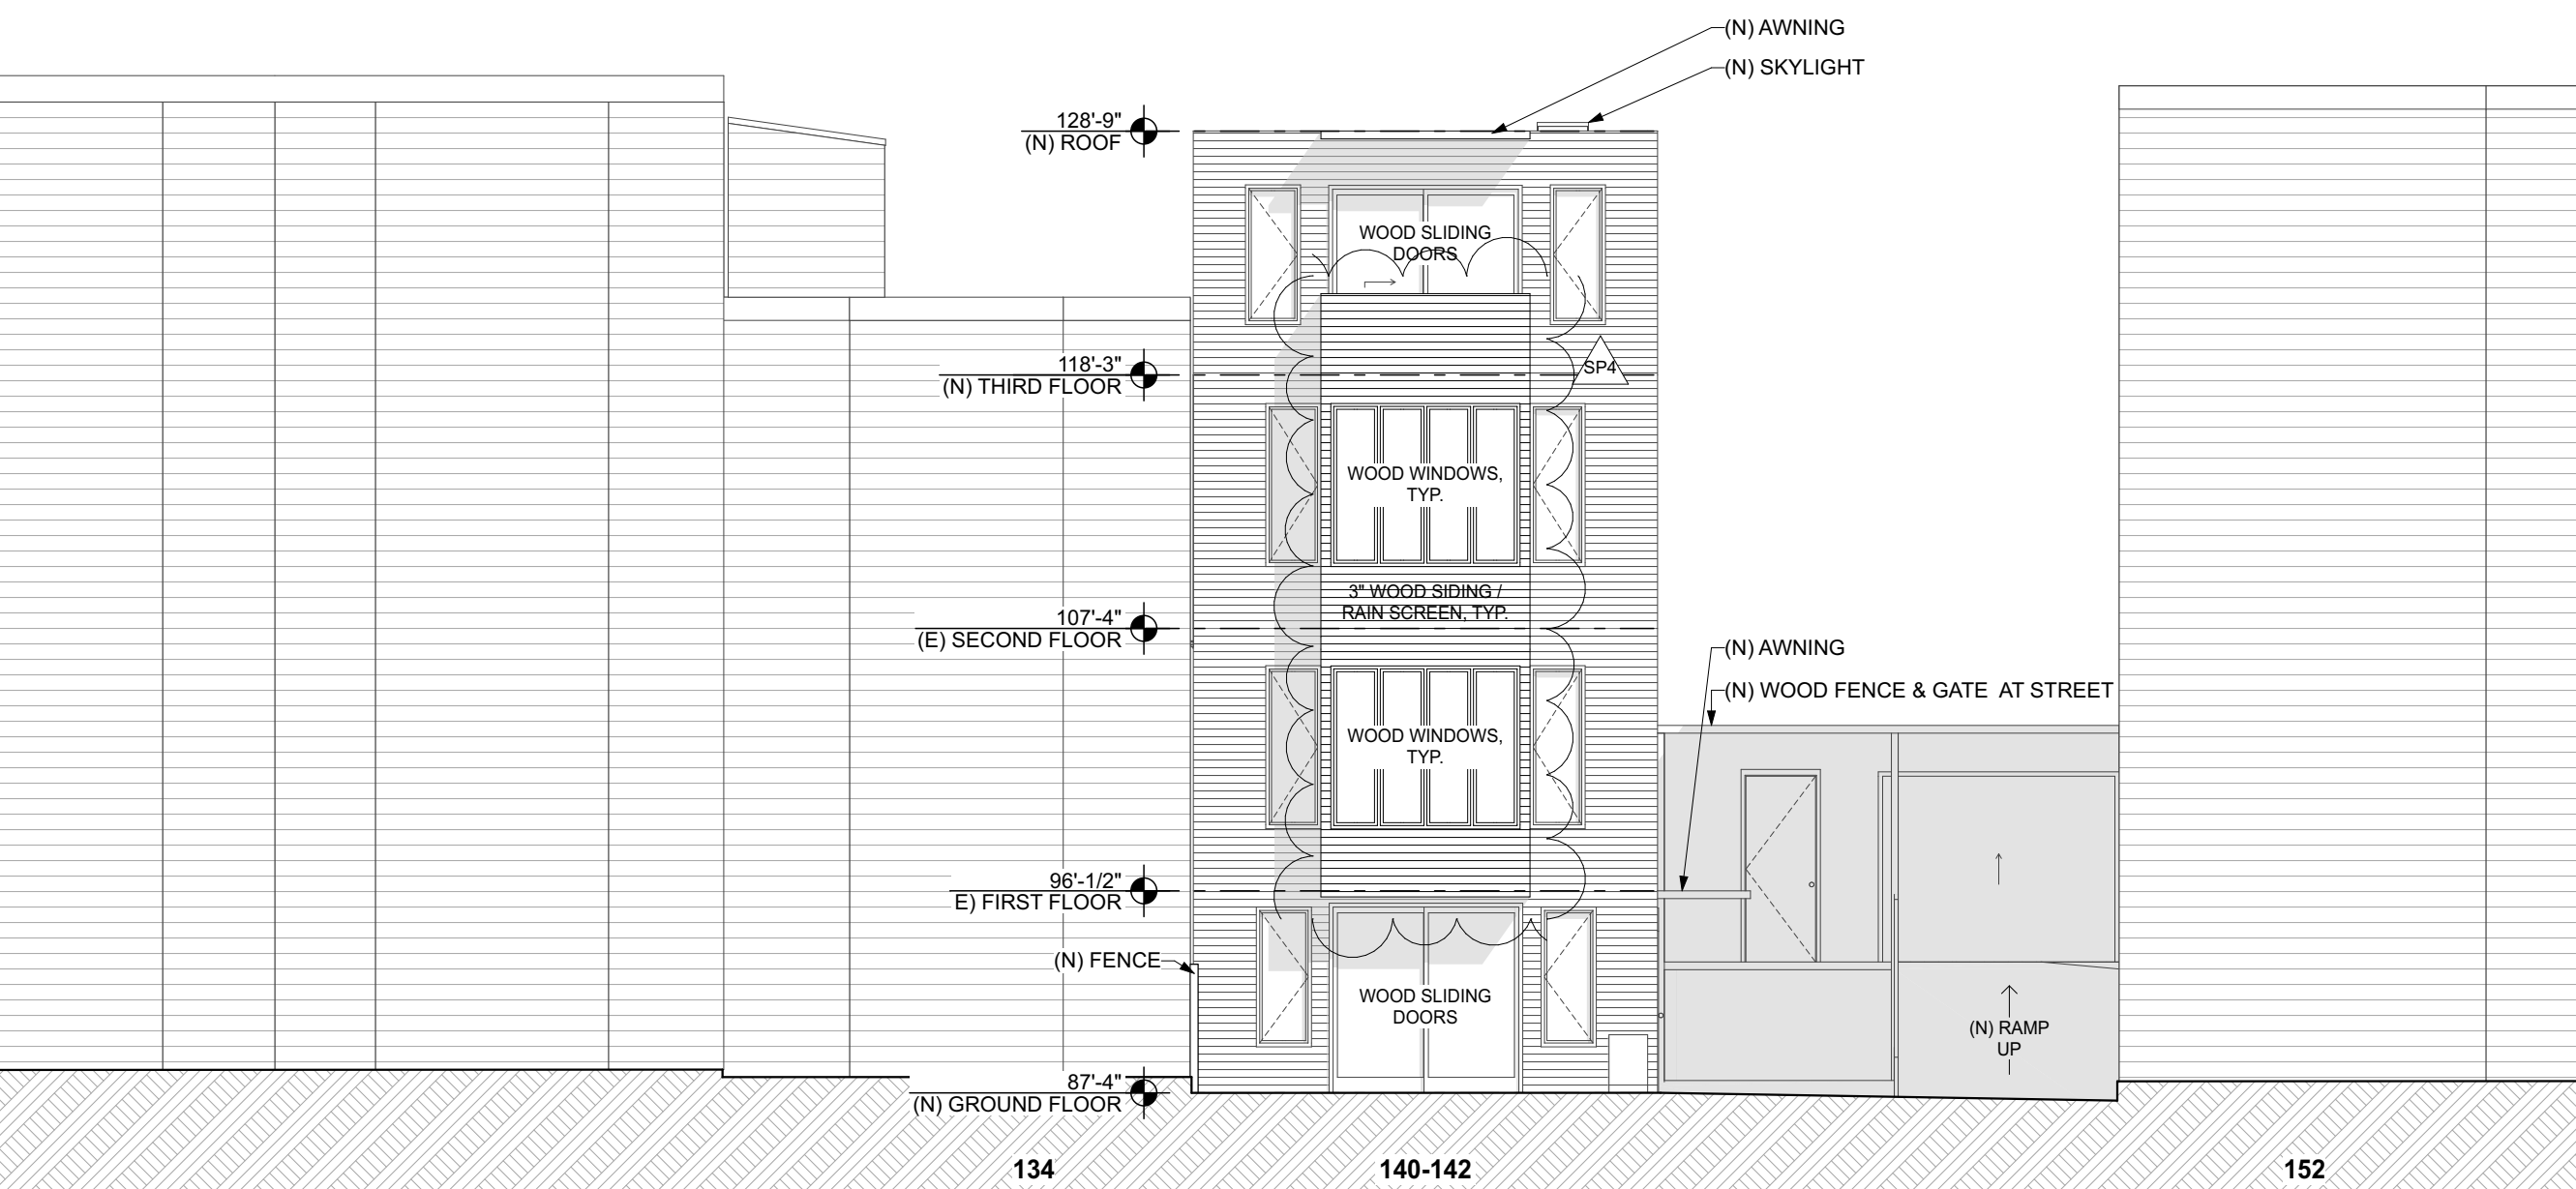 (N) AWNING
(N) SKYLIGHT
128'-9"
(N) ROOF
WOOD SLIDING
DOORS
118'-3"
(N) THIRD FLOOR
SP4
WOOD WINDOWS,
TYP.
3" WOOD SIDING /
RAIN SCREEN, TYP.
107'-4"
(E) SECOND FLOOR
(N) AWNING
(N) WOOD FENCE & GATE AT STREET
WOOD WINDOWS,
TYP.
96'-1/2"
E) FIRST FLOOR
(N) FENCE
WOOD SLIDING
DOORS
(N) RAMP
UP
87'-4"
(N) GROUND FLOOR
134
140-142
152